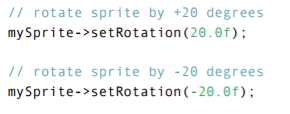 // rotate sprite by +20 degrees
mySprite->setRotation(20.0f);
// rotate sprite by -20 degrees
mySprite->setRotation(-20.0f);